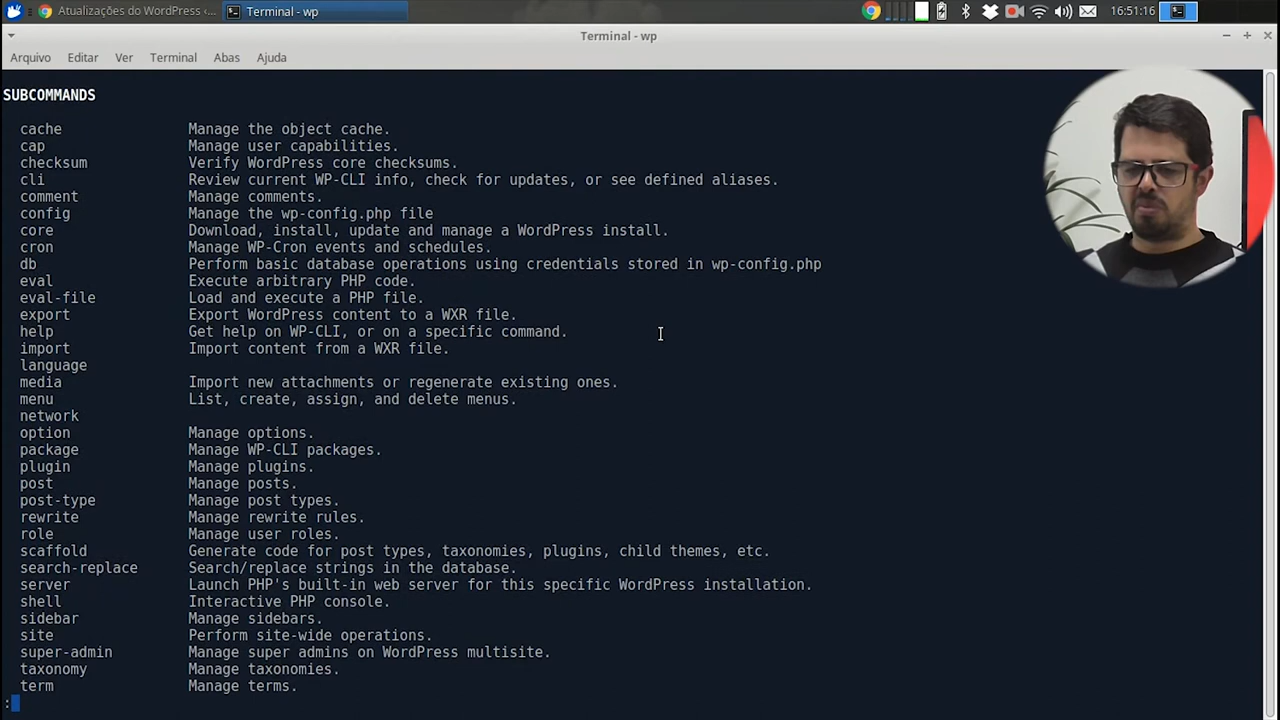 Atualizações do WordPress ‹
Terminal - wp
16:51:16
Terminal - wp
Arquivo Editar Ver Terminal Abas Ajuda
SUBCOMMANDS
cache Manage the object cache.
cap Manage user capabilities.
checksum Verify WordPress core checksums.
cli Review current WP-CLI info, check for updates, or see defined aliases.
comment Manage comments.
config Manage the wp-config.php file
core Download, install, update and manage a WordPress install.
cron Manage WP-Cron events and schedules.
db Perform basic database operations using credentials stored in wp-config.php
eval Execute arbitrary PHP code.
eval-file Load and execute a PHP file.
export Export WordPress content to a WXR file.
help Get help on WP-CLI, or on a specific command.
import Import content from a WXR file.
language
media Import new attachments or regenerate existing ones.
menu List, create, assign, and delete menus.
network
option Manage options.
package Manage WP-CLI packages.
plugin Manage plugins.
post Manage posts.
post-type Manage post types.
rewrite Manage rewrite rules.
role Manage user roles.
scaffold Generate code for post types, taxonomies, plugins, child themes, etc.
search-replace Search/replace strings in the database.
server Launch PHP's built-in web server for this specific WordPress installation.
shell Interactive PHP console.
sidebar Manage sidebars.
site Perform site-wide operations.
super-admin Manage super admins on WordPress multisite.
taxonomy Manage taxonomies.
term Manage terms.
: